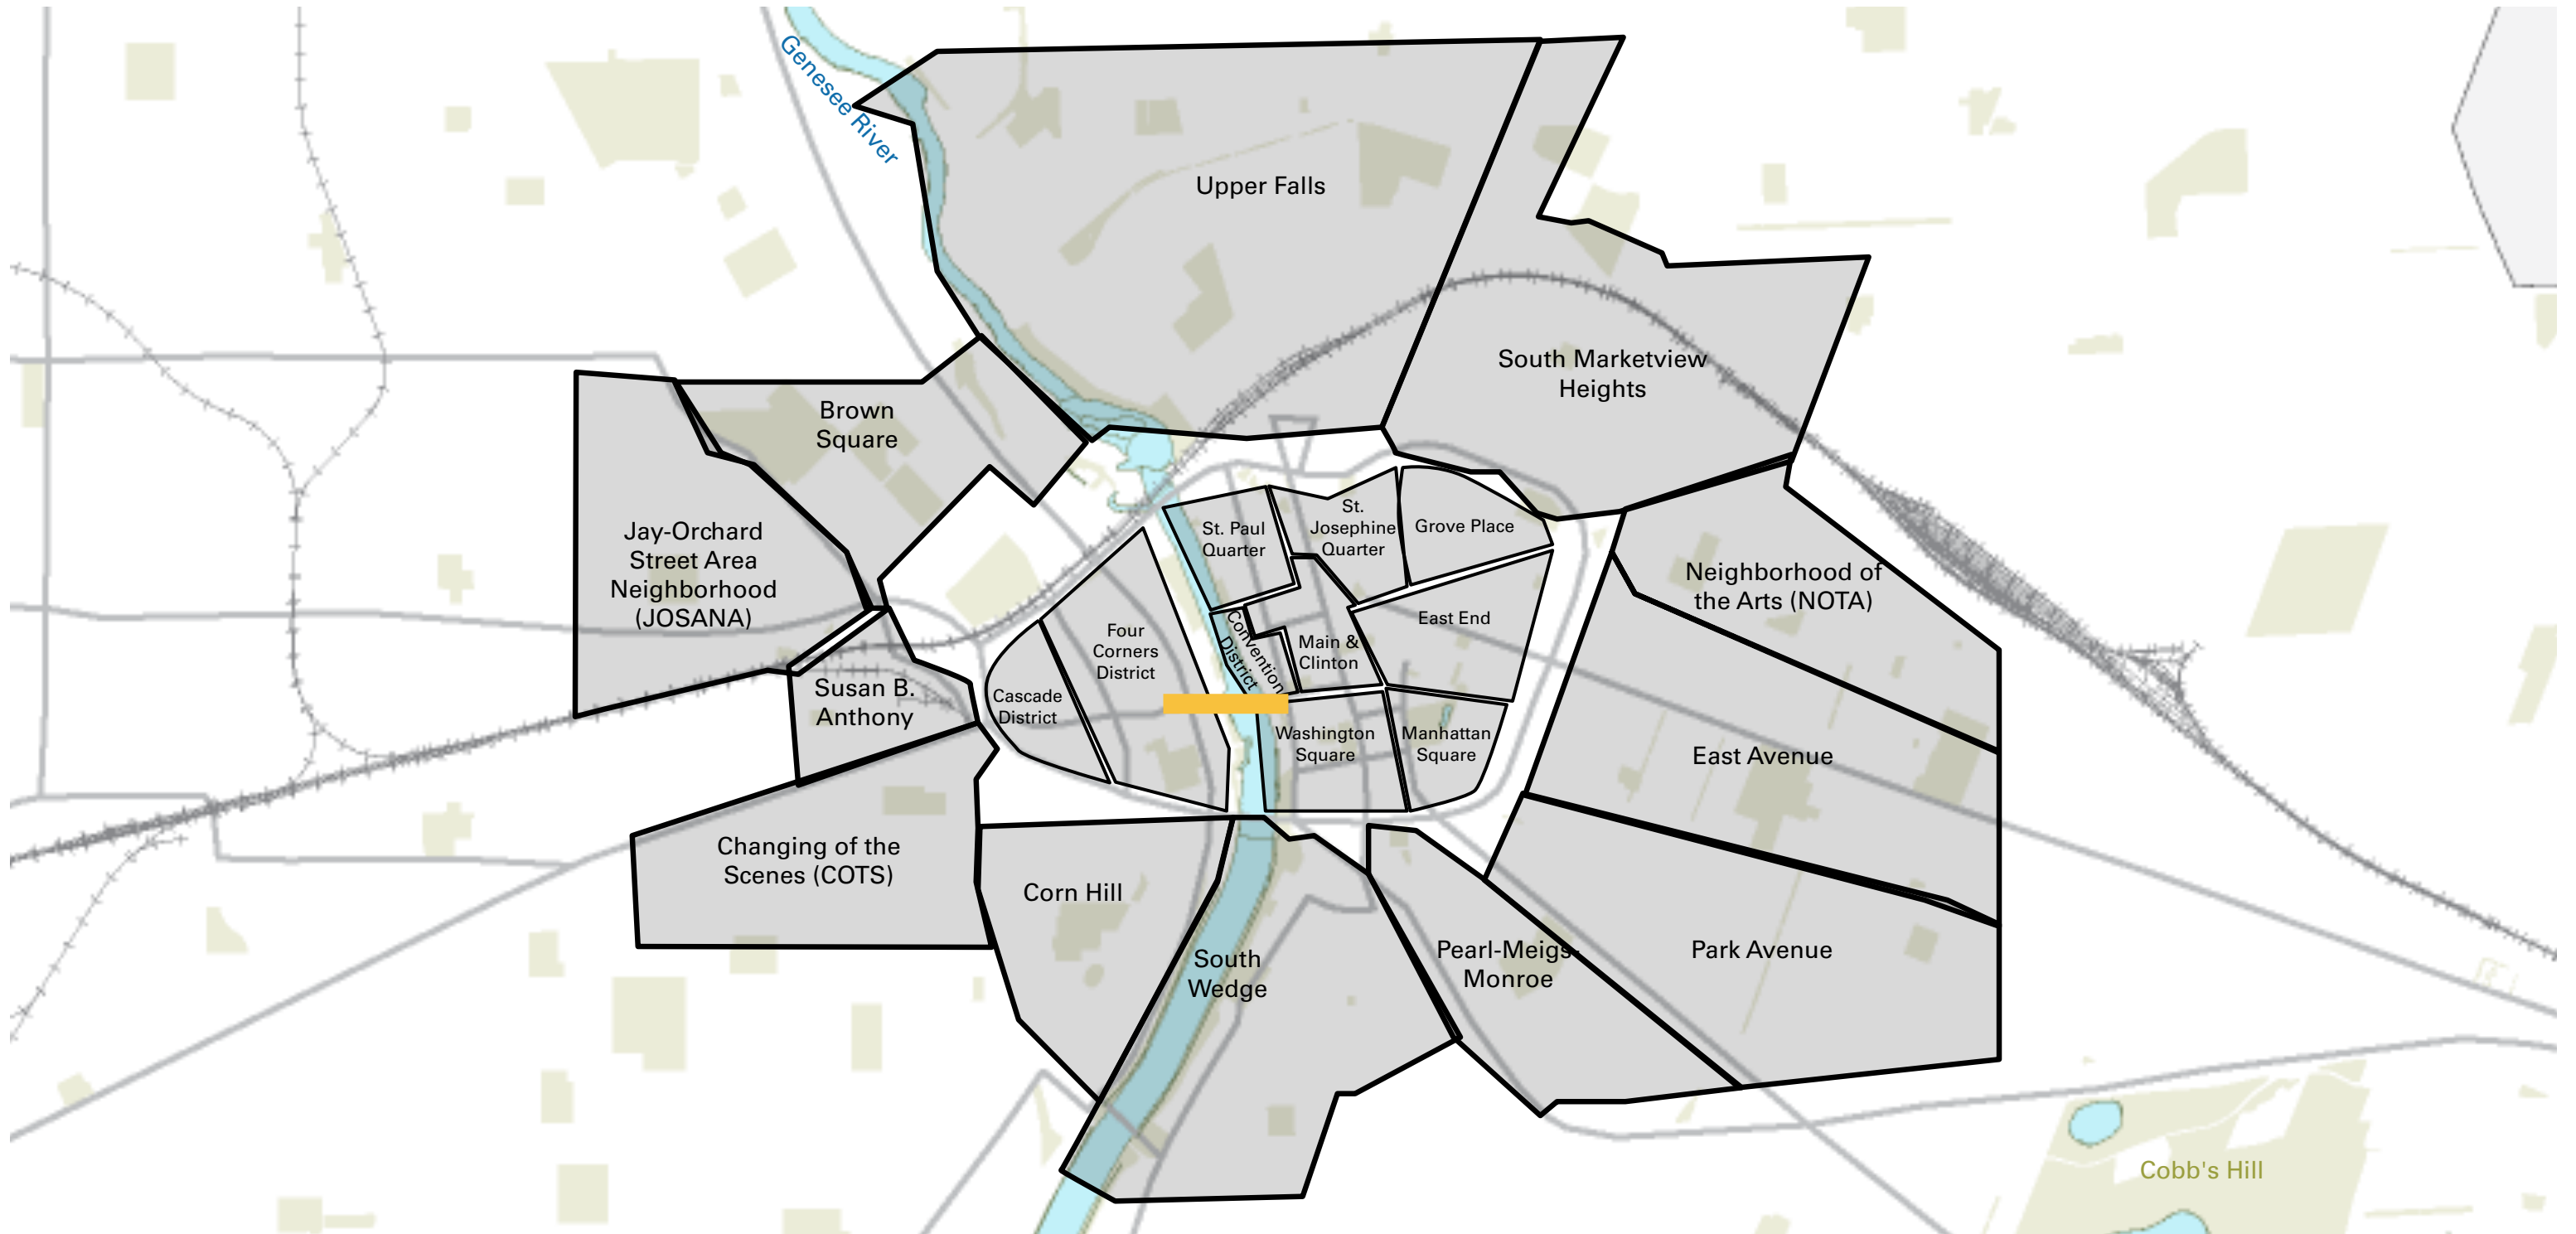 Genesee River
Upper Falls
South Marketview
Heights
Brown
Square
Jay-Orchard
Street Area
Neighborhood
(JOSANA)
St. Paul
Quarter
St.
Josephine
Quarter
Grove Place
Neighborhood of
the Arts (NOTA)
East End
Four
Corners
District
Convention
District
Main &
Clinton
Susan B.
Anthony
Cascade
District
Washington
Square
Manhattan
Square
East Avenue
Changing of the
Scenes (COTS)
Corn Hill
South
Wedge
Pearl-Meigs-
Monroe
Park Avenue
Cobb's Hill